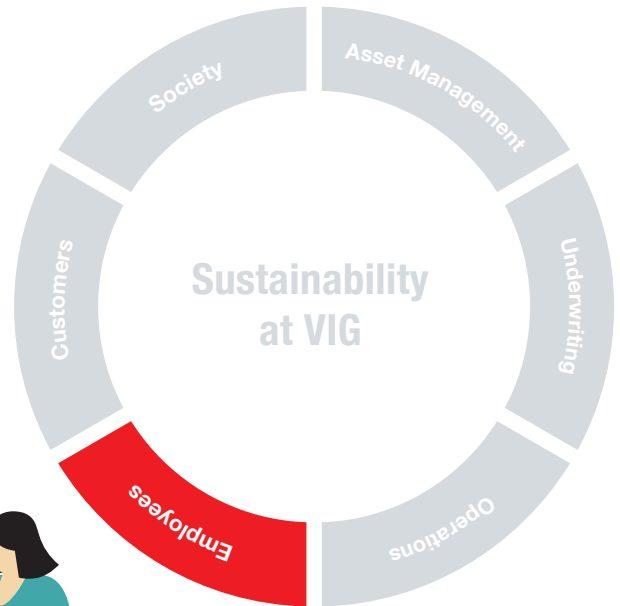 Society
Asset Management
Customers
Underwriting
Sustainability
at VIG
Employees
Operations